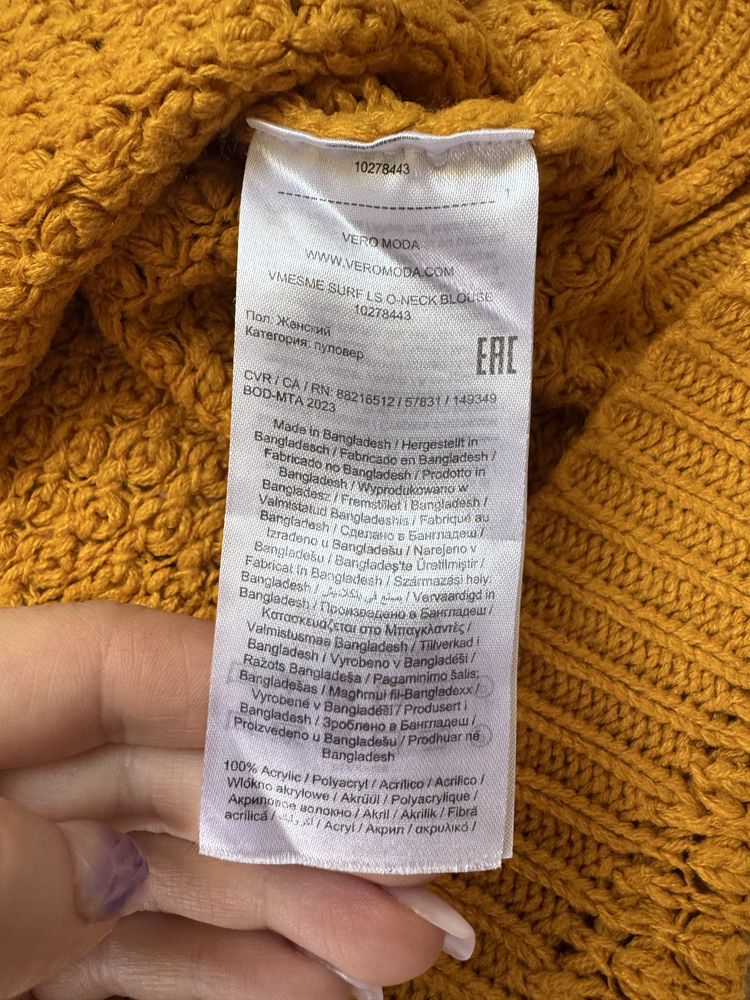 10278443
VERO MODA
WWW.VEROMODA.COM
VMESME SURF LS O-NECK BLOUSE
10278443
Пол: Женский
Категория: пуловер
EAC
CVR / CA / RN: 88216512 / 57831 / 149349
BOD-MTA 2023
Made in Bangladesh / Hergestellt in
Bangladesch / Fabricado en Bangladesh /
Fabricado no Bangladesh / Prodotto in
Bangladesh / Wyprodukowano w
Bangladesz / Fremstillet i Bangladesh /
Valmistatud Bangladeshis / Fabriqué au
Bangladesh / Сделано в Бангладеш /
Izrađeno u Bangladešu / Narejeno v
Bangladešu / Bangladeş'te Üretilmiştir /
Fabricat în Bangladesh / Származási hely:
Bangladesh / صنع في بنغلاديش / Vervaardigd in
Bangladesh / Произведено в Бангладеш /
Κατασκευάζεται στο Μπαγκλαντές /
Valmistusmaa Bangladesh / Tillverkad i
Bangladesh / Vyrobeno v Bangladéši /
Ražots Bangladeša / Pagaminimo šalis:
Bangladešas / Magħmul fil-Bangladexx /
Vyrobené v Bangladéši / Produsert i
Bangladesh / Зроблено в Бангладеш /
Proizvedeno u Bangladešu / Prodhuar në
Bangladesh
100% Acrylic / Polyacryl / Acrílico / Acrilico /
Włókno akrylowe / Akrüül / Polyacrylique /
Акриловое волокно / Akril / Akrilik / Fibră
acrilică / / Acryl / Акрил / ακρυλικό /